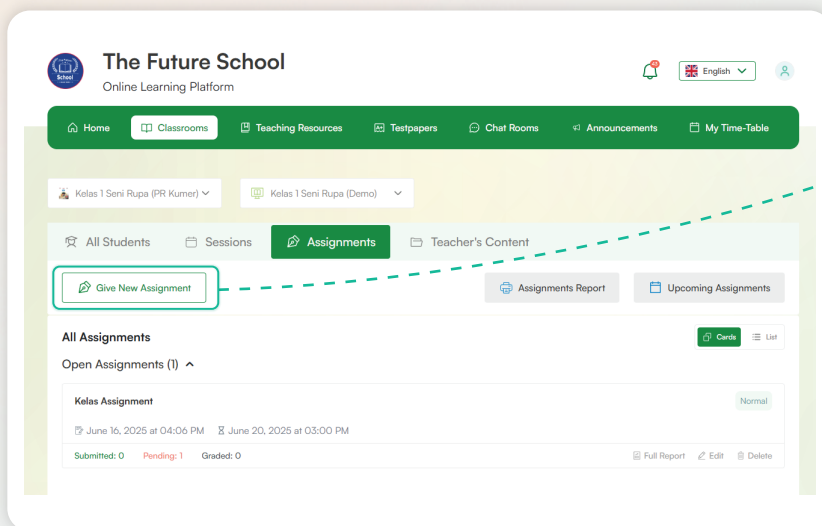 The Future School
Online Learning Platform
School
English
Home Classrooms Teaching Resources Testpapers Chat Rooms Announcements My Time-Table
Kelas 1 Seni Rupa (PR Kumer) Kelas 1 Seni Rupa (Demo)
All Students Sessions Assignments Teacher's Content
Give New Assignment Assignments Report Upcoming Assignments
All Assignments Cards List
Open Assignments (1)
Kelas Assignment Normal
June 16, 2025 at 04:06 PM June 20, 2025 at 03:00 PM
Submitted: 0 Pending: 1 Graded: 0 Full Report Edit Delete